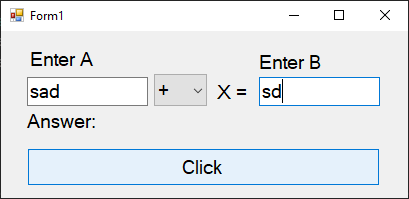 Form1
Enter A
Enter B
sad + X = sd
Answer:
Click